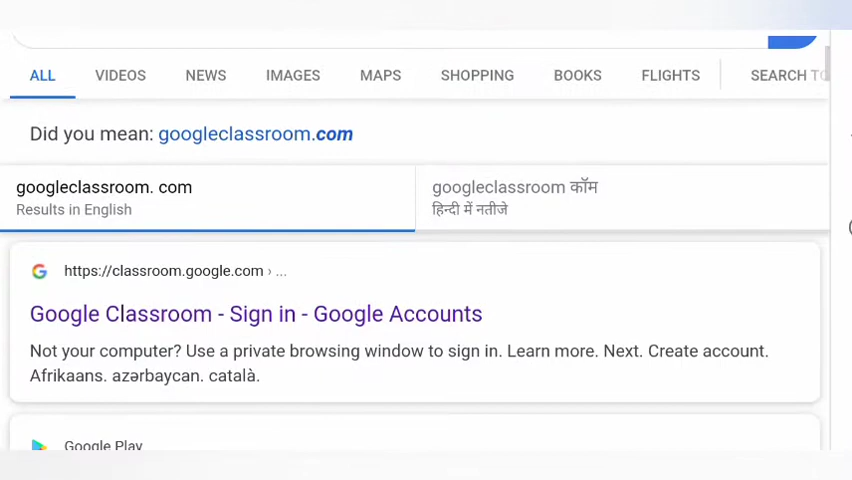 ALL VIDEOS NEWS IMAGES MAPS SHOPPING BOOKS FLIGHTS SEARCH TO
Did you mean: googleclassroom.com
googleclassroom. com
Results in English
googleclassroom कॉम
हिन्दी में नतीजे
https://classroom.google.com › ...
Google Classroom - Sign in - Google Accounts
Not your computer? Use a private browsing window to sign in. Learn more. Next. Create account.
Afrikaans. azərbaycan. català.
Google Play